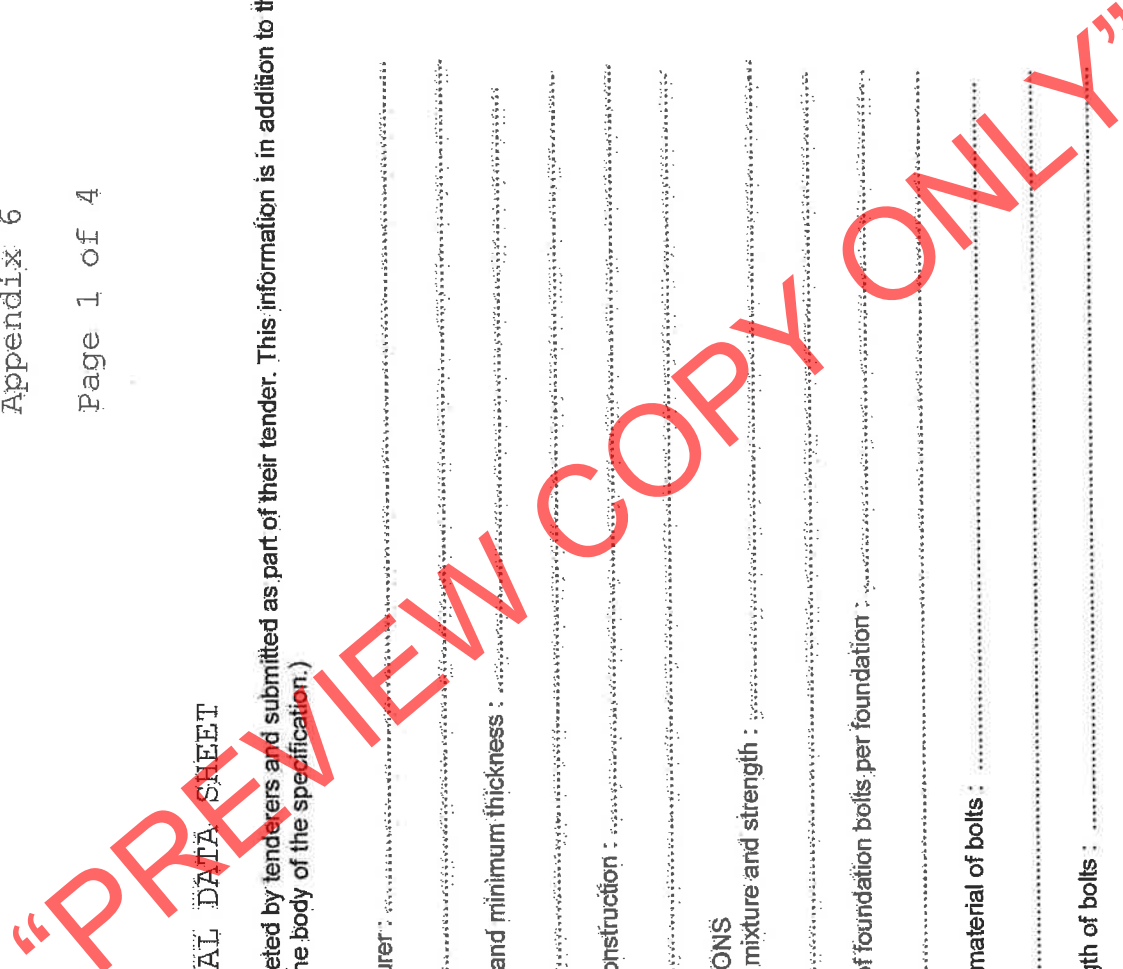 Appendix 6
Page 1 of 4
AL DATA SHEET
eted by tenderers and submitted as part of their tender. This information is in addition to th
he body of the specification.)
urer :
and minimum thickness :
onstruction :
ONS
mixture and strength :
of foundation bolts per foundation :
material of bolts :
gth of bolts :
“PREVIEW COPY ONLY”